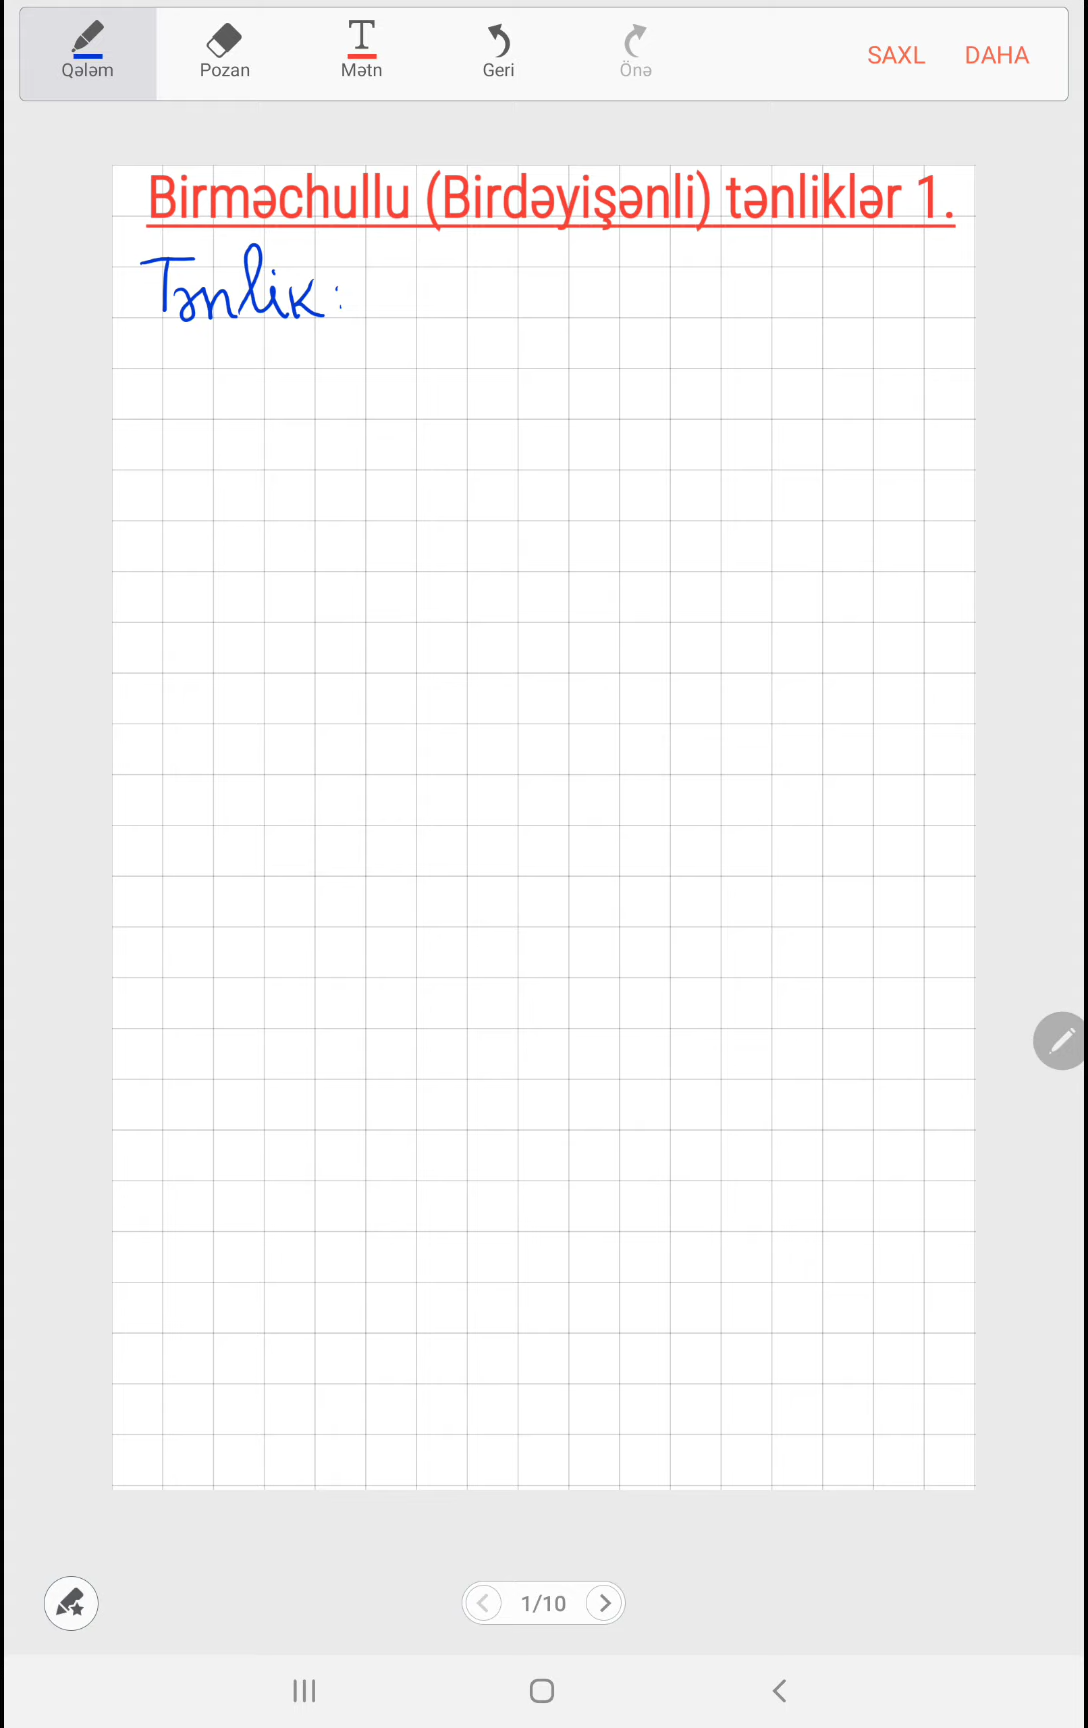 Qələm
Pozan
Mətn
Geri
Önə
SAXL
DAHA
Birməchullu (Birdəyişənli) tənliklər 1.
Tənlik:
1/10